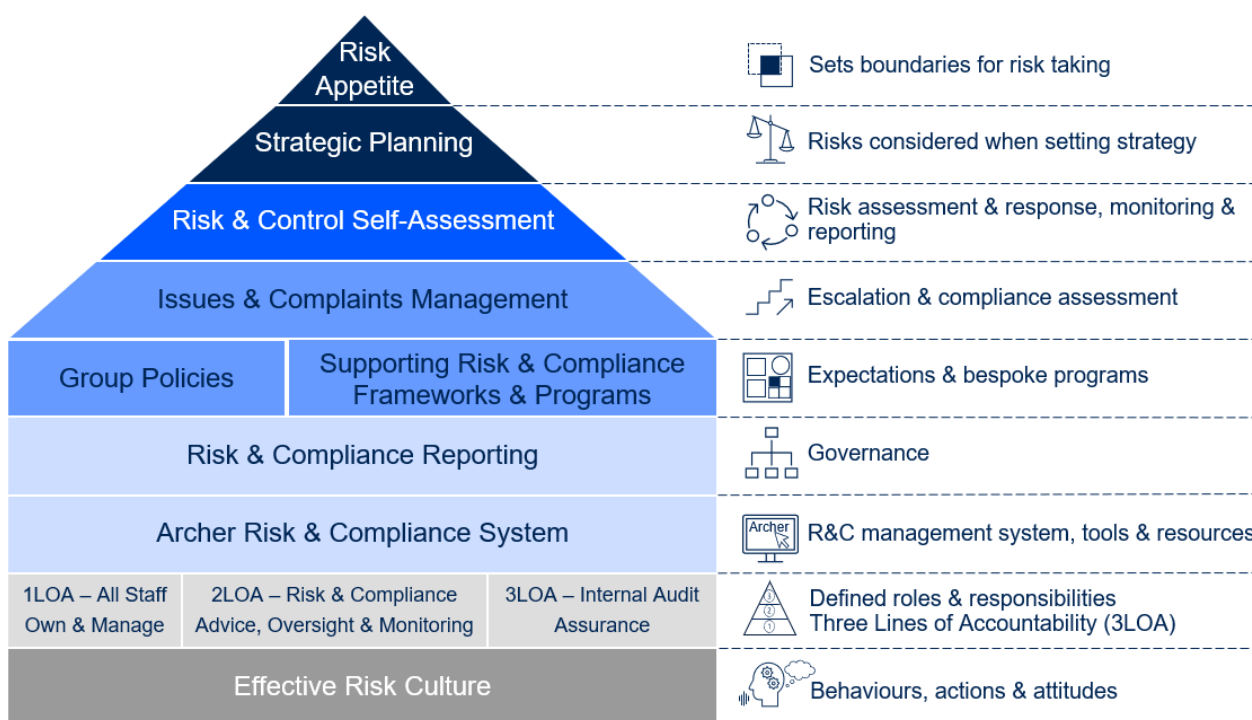 Risk
Appetite
Sets boundaries for risk taking
Strategic Planning
Risks considered when setting strategy
Risk & Control Self-Assessment
Risk assessment & response, monitoring &
reporting
Issues & Complaints Management
Escalation & compliance assessment
Group Policies
Supporting Risk & Compliance
Frameworks & Programs
Expectations & bespoke programs
Risk & Compliance Reporting
Governance
Archer Risk & Compliance System
Archer
R&C management system, tools & resources
1LOA – All Staff
Own & Manage
2LOA – Risk & Compliance
Advice, Oversight & Monitoring
3LOA – Internal Audit
Assurance
3
2
1
Defined roles & responsibilities
Three Lines of Accountability (3LOA)
Effective Risk Culture
Behaviours, actions & attitudes